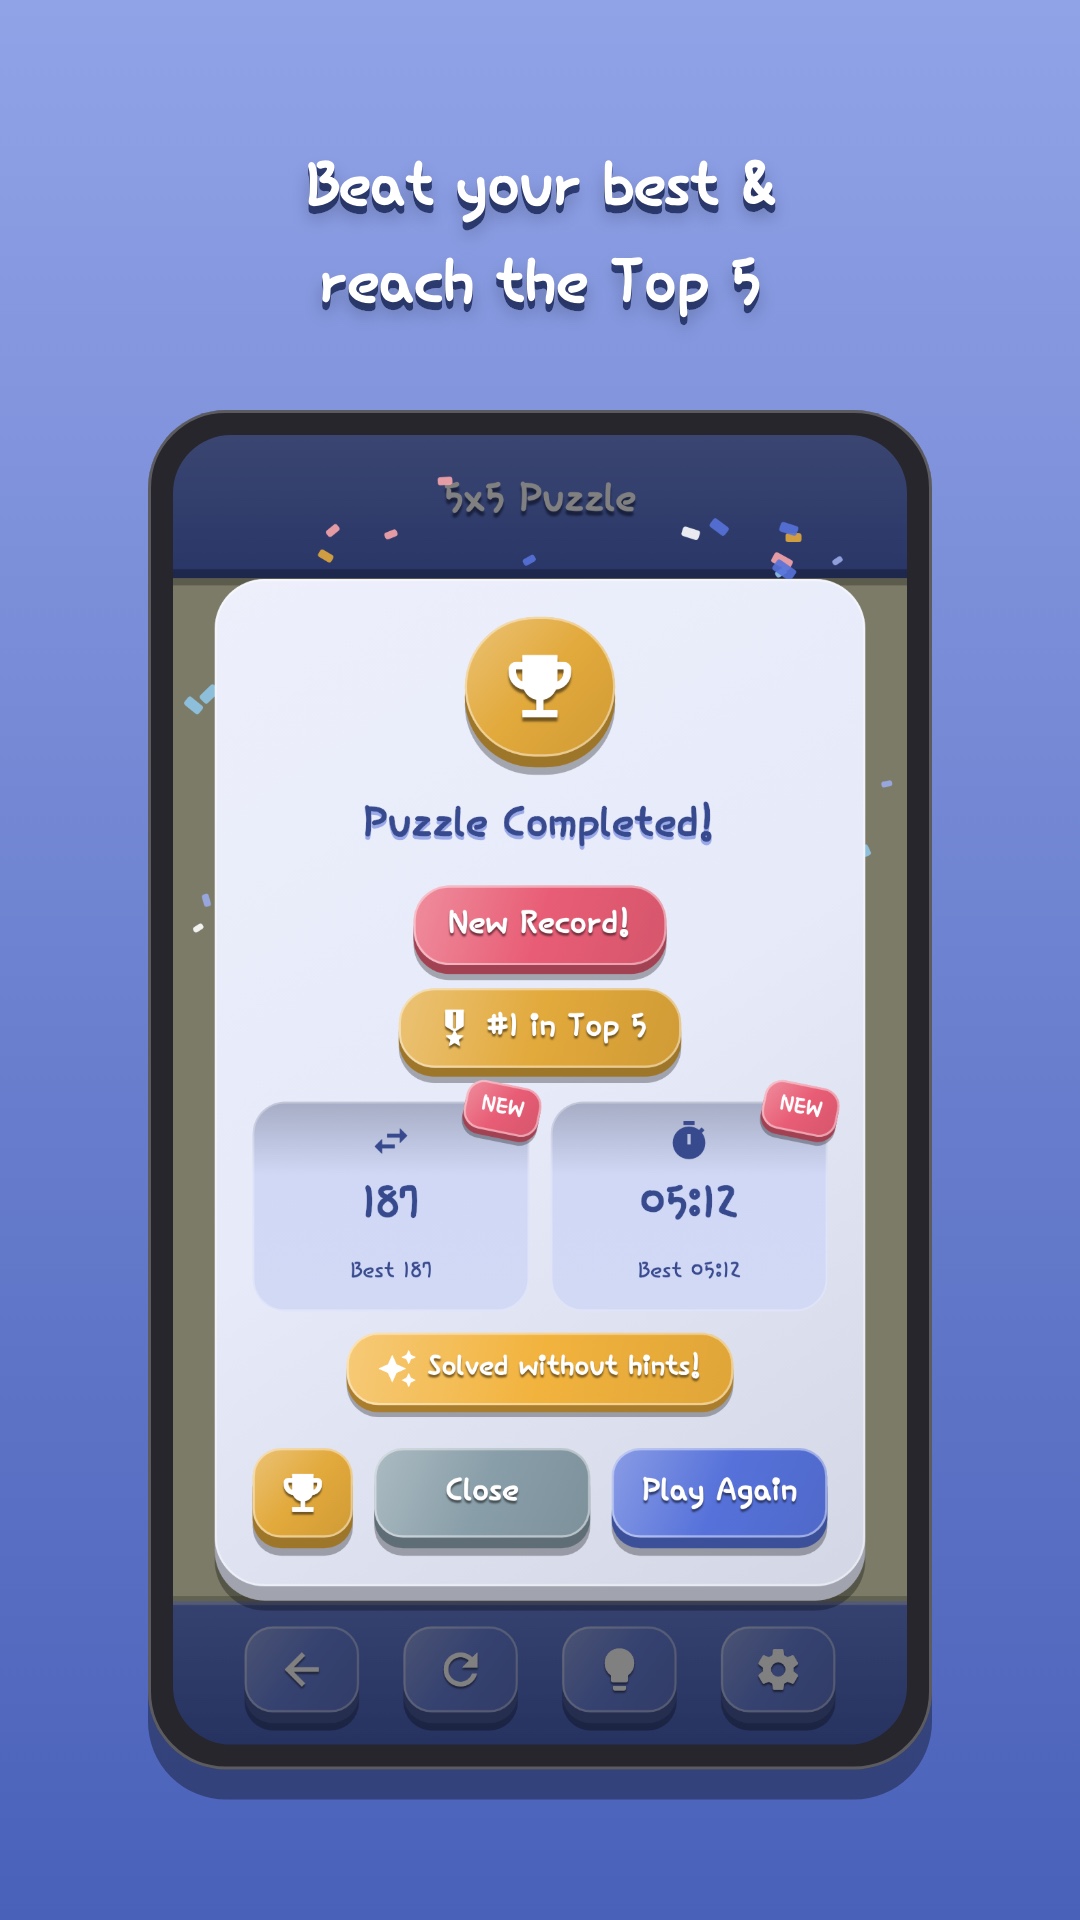 Beat your best &
reach the Top 5
5x5 Puzzle
Puzzle Completed!
New Record!
#1 in Top 5
NEW
NEW
187
05:12
Best 187
Best 05:12
Solved without hints!
Close
Play Again